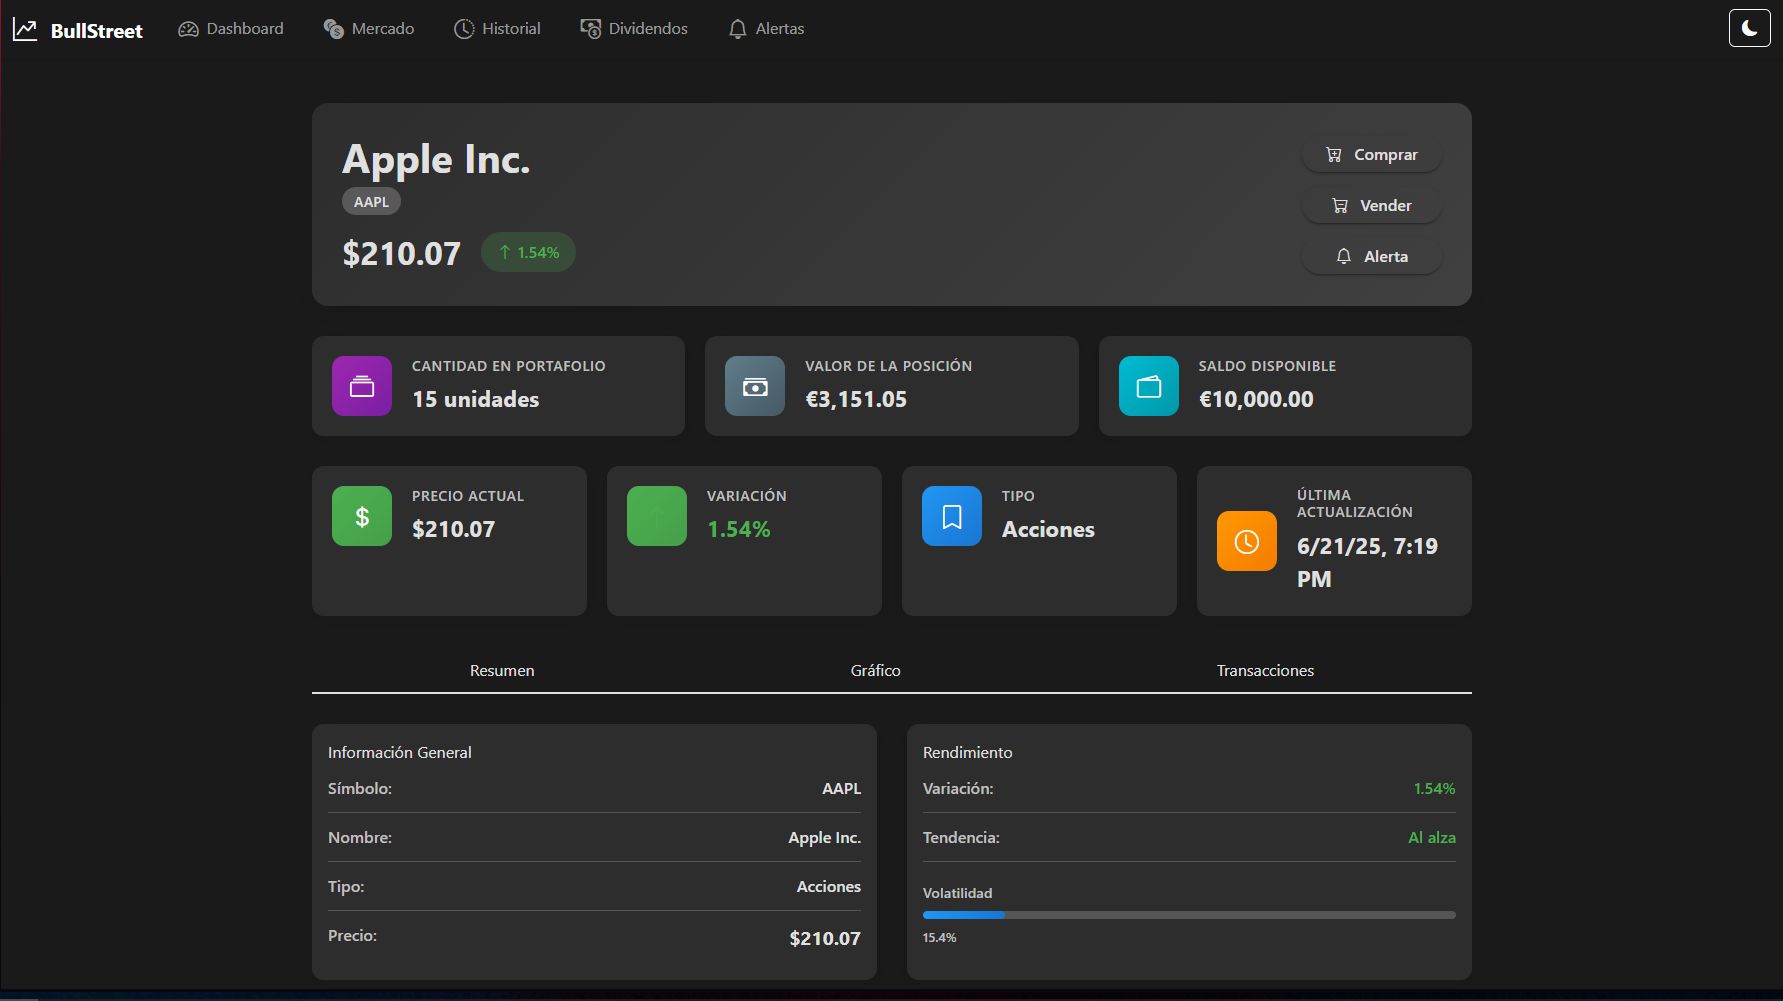 BullStreet Dashboard Mercado Historial Dividendos Alertas
Apple Inc.
AAPL
$210.07 ↑ 1.54%
Comprar
Vender
Alerta
CANTIDAD EN PORTAFOLIO
15 unidades
VALOR DE LA POSICIÓN
€3,151.05
SALDO DISPONIBLE
€10,000.00
PRECIO ACTUAL
$210.07
VARIACIÓN
1.54%
TIPO
Acciones
ÚLTIMA
ACTUALIZACIÓN
6/21/25, 7:19
PM
Resumen Gráfico Transacciones
Información General
Símbolo: AAPL
Nombre: Apple Inc.
Tipo: Acciones
Precio: $210.07
Rendimiento
Variación: 1.54%
Tendencia: Al alza
Volatilidad
15.4%